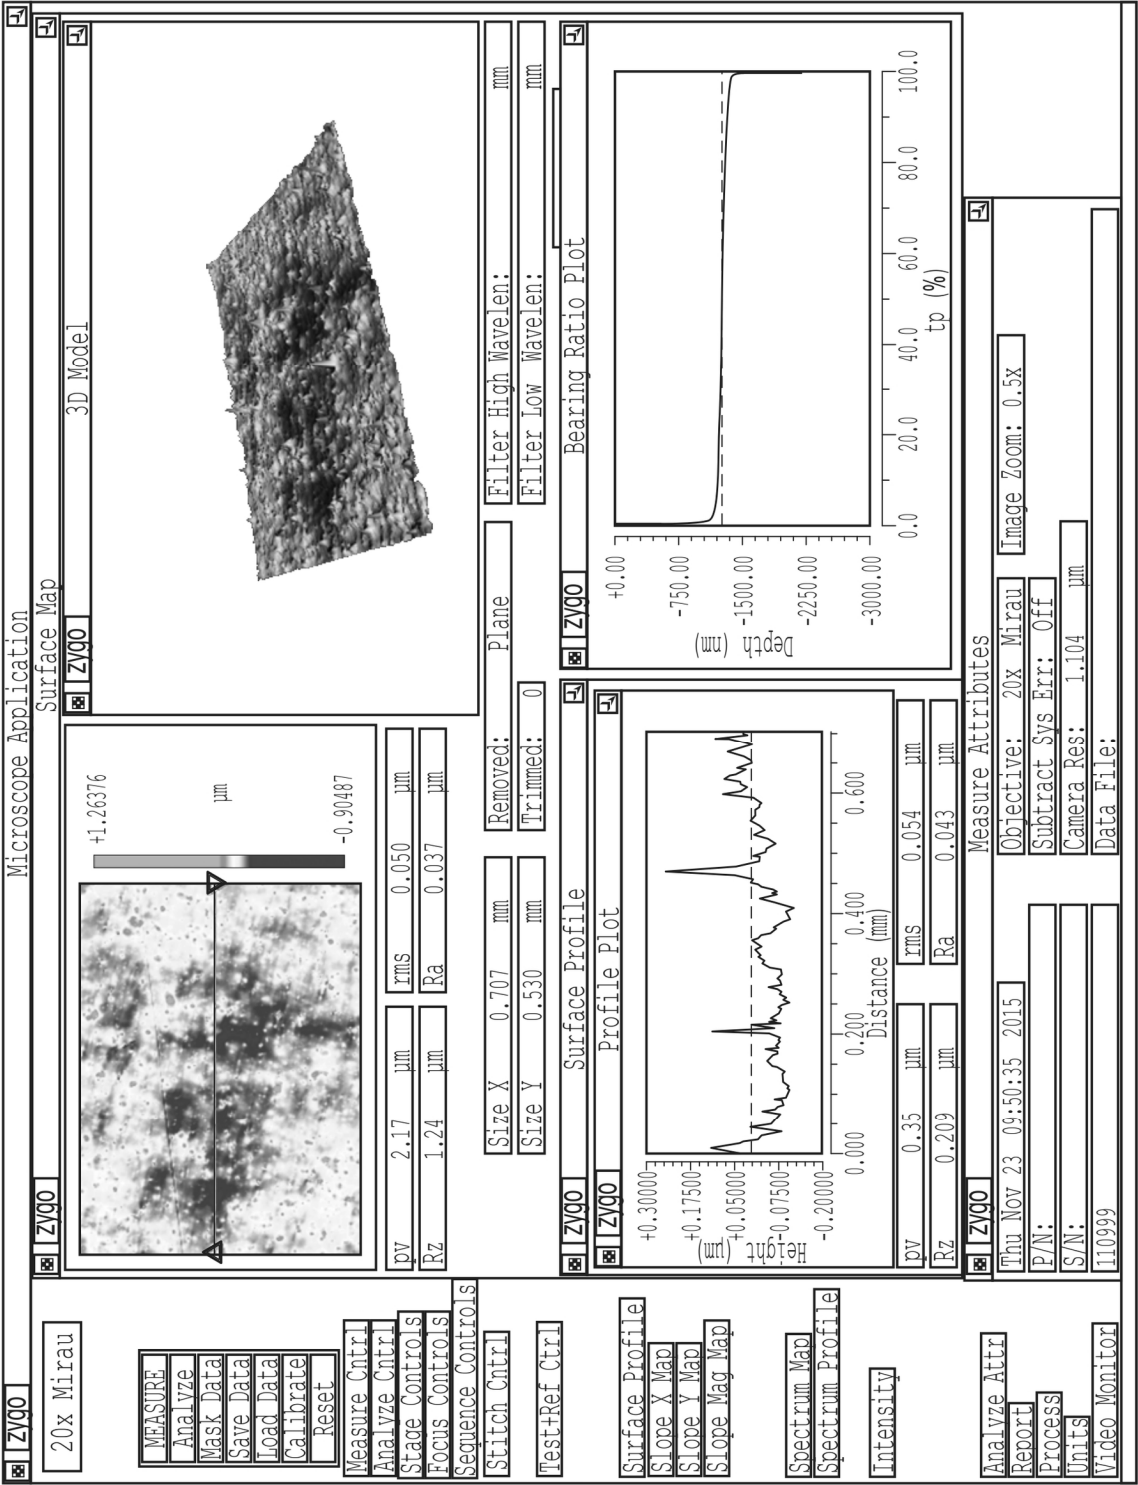 zygo
Microscope Application
20x Mirau
MEASURE
Analyze
Mask Data
Save Data
Load Data
Calibrate
Reset
Measure Cntrl
Analyze Cntrl
Stage Controls
Focus Controls
Sequence Controls
Stitch Cntrl
Test+Ref Ctrl
Surface Profile
Slope X Map
Slope Y Map
Slope Mag Map
Spectrum Map
Spectrum Profile
Intensity
Analyze Attr
Report
Process
Units
Video Monitor
zygo
Surface Map
+1.26376
µm
-0.90487
pv 2.17 µm
rms 0.050 µm
Rz 1.24 µm
Ra 0.037 µm
zygo
3D Model
Size X 0.707 mm
Size Y 0.530 mm
Removed: Plane
Trimmed: 0
Filter High Wavelen: mm
Filter Low Wavelen: mm
zygo
Surface Profile
zygo
Profile Plot
+0.30000
+0.17500
+0.05000
-0.07500
-0.20000
Height (µm)
0.000 0.200 0.400 0.600
Distance (mm)
pv 0.35 µm
rms 0.054 µm
Rz 0.209 µm
Ra 0.043 µm
zygo
Bearing Ratio Plot
+0.00
-750.00
-1500.00
-2250.00
-3000.00
Depth (nm)
0.0 20.0 40.0 60.0 80.0 100.0
tp (%)
zygo
Measure Attributes
Thu Nov 23 09:50:35 2015
P/N:
S/N:
110999
Objective: 20x Mirau
Subtract Sys Err: Off
Camera Res: 1.104 µm
Data File:
Image Zoom: 0.5x